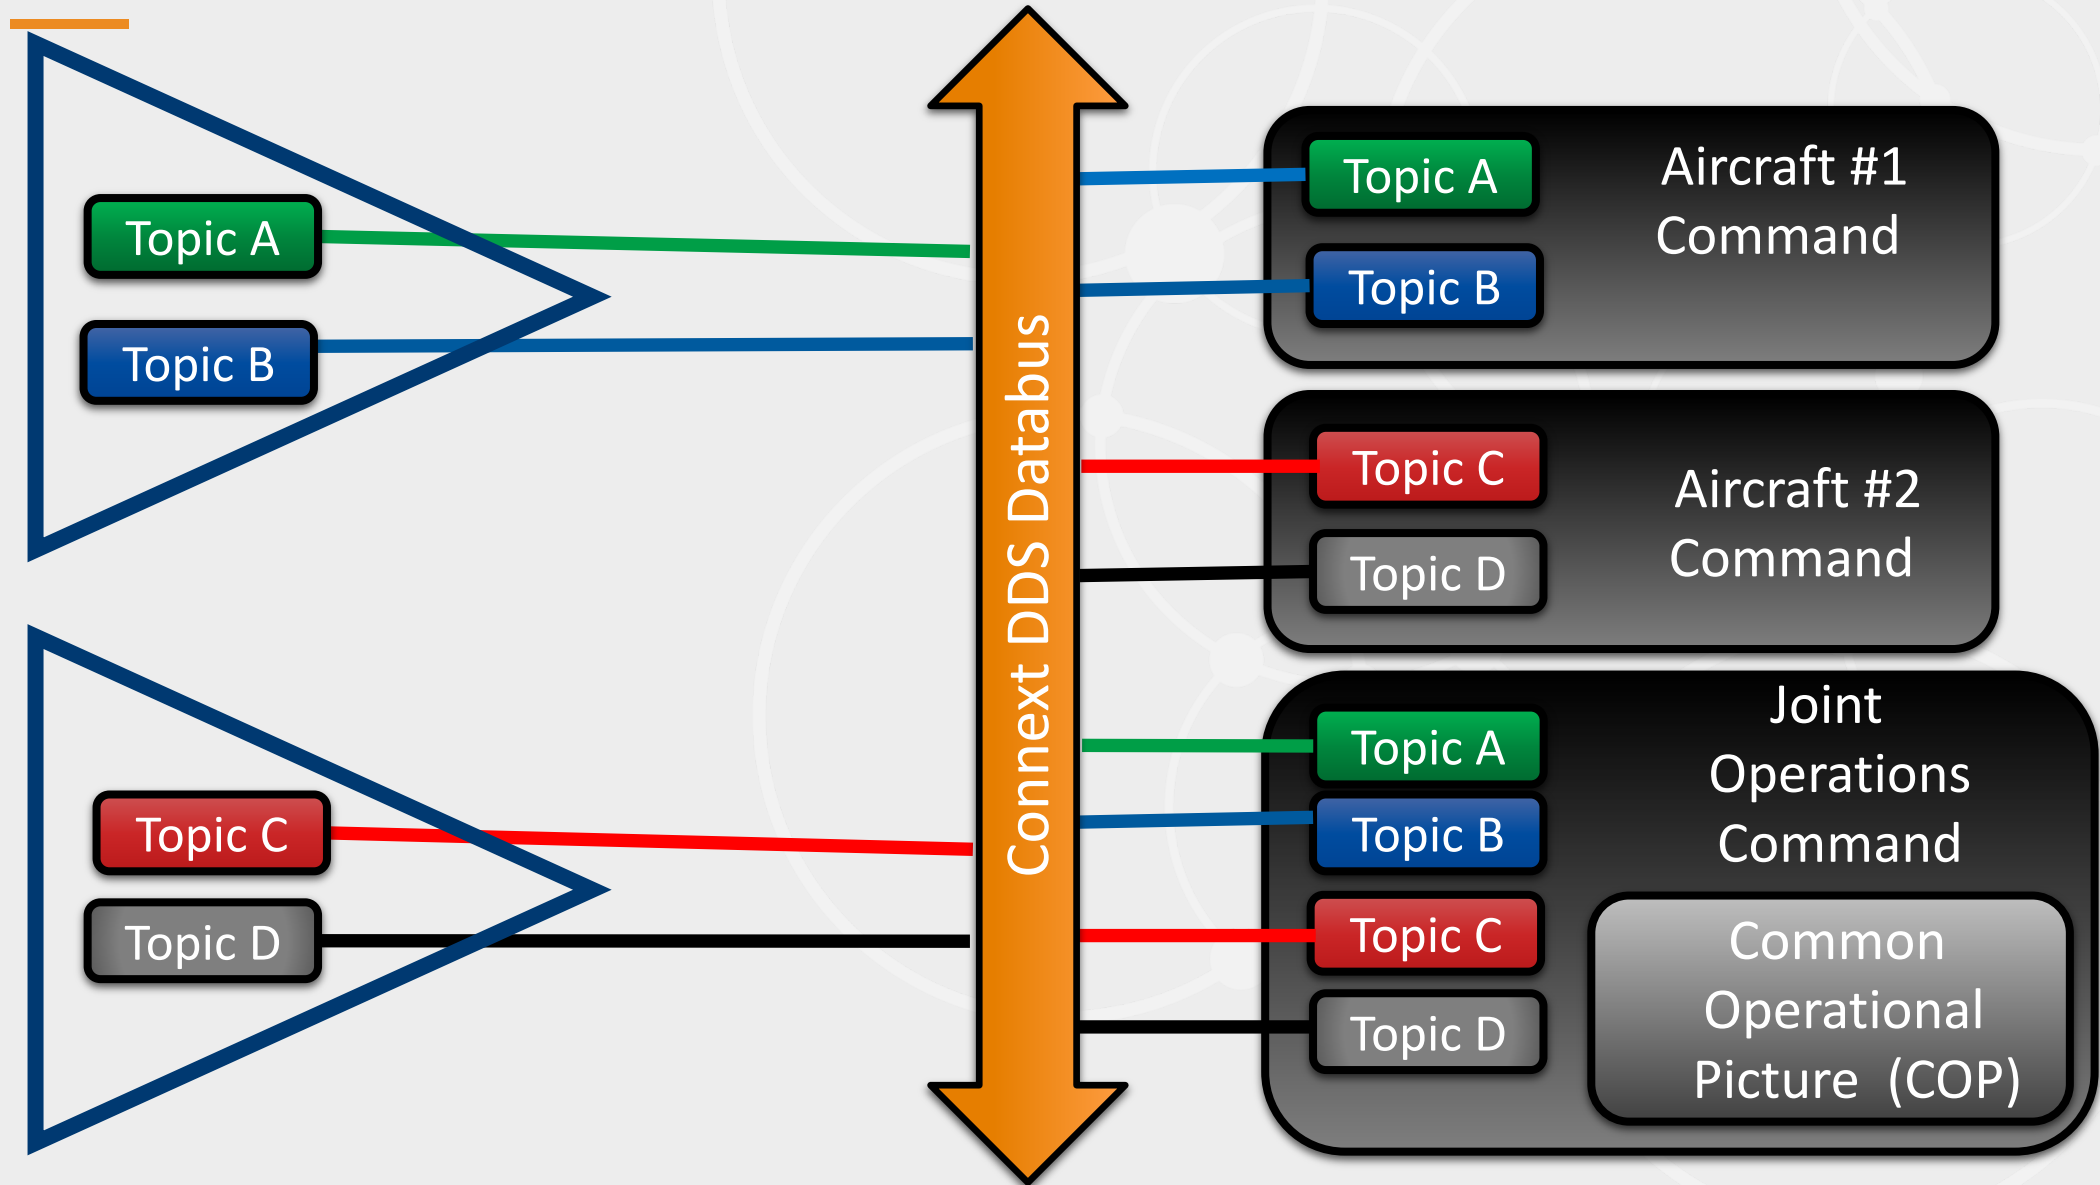 Topic A
Topic B
Topic C
Topic D
Connext DDS Databus
Topic A
Topic B
Aircraft #1
Command
Topic C
Topic D
Aircraft #2
Command
Topic A
Topic B
Topic C
Topic D
Joint
Operations
Command
Common
Operational
Picture (COP)